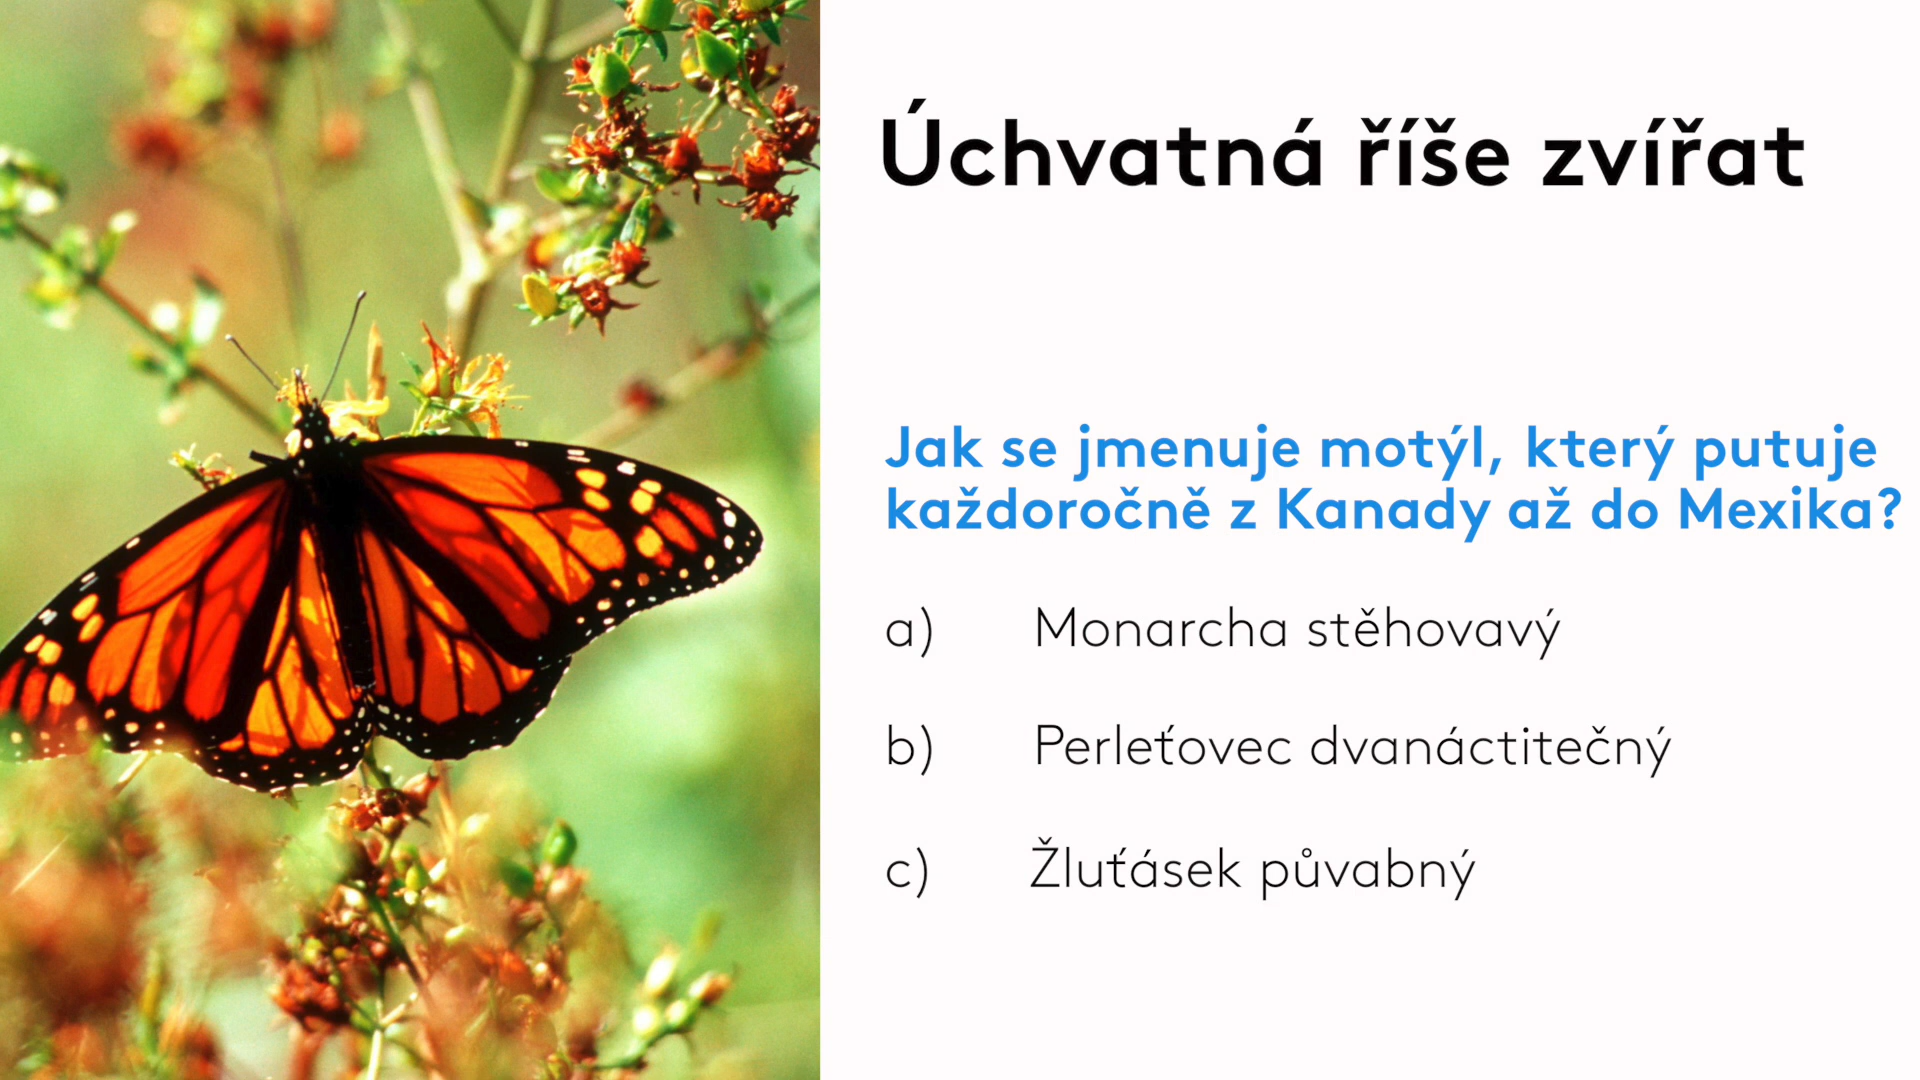 Úchvatná říše zvířat
Jak se jmenuje motýl, který putuje
každoročně z Kanady až do Mexika?
a) Monarcha stěhovavý
b) Perleťovec dvanáctitečný
c) Žluťásek půvabný